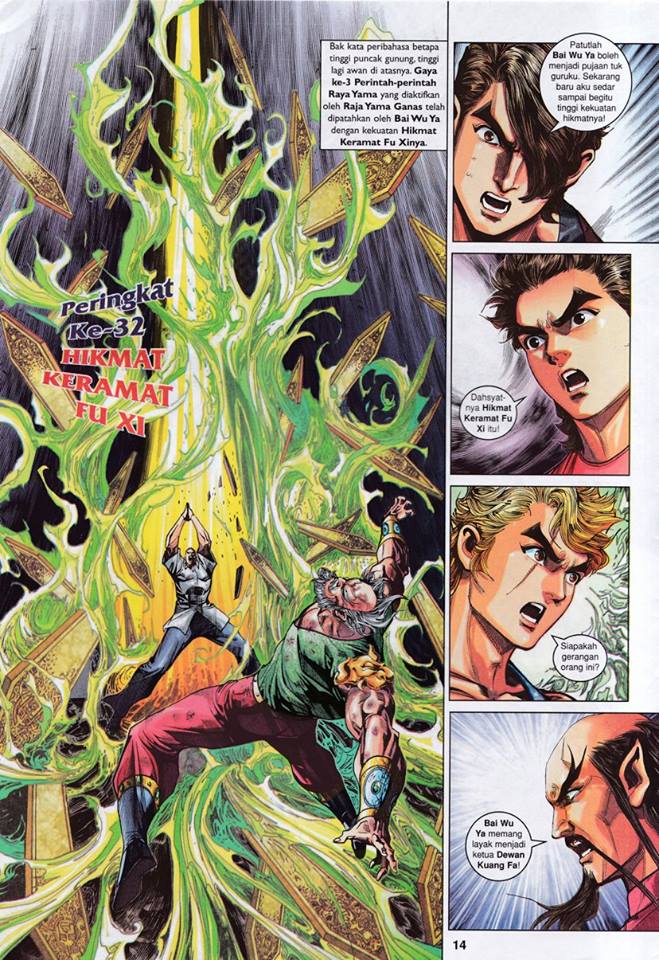 Bak kata peribahasa betapa
tinggi puncak gunung, tinggi
lagi awan di atasnya. Gaya
ke-3 Perintah-perintah
Raya Yama yang diaktifkan
oleh Raja Yama Ganas telah
dipatahkan oleh Bai Wu Ya
dengan kekuatan Hikmat
Keramat Fu Xinya.
Peringkat
Ke-32
HIKMAT
KERAMAT
FU XI
Patutlah
Bai Wu Ya boleh
menjadi pujaan tuk
guruku. Sekarang
baru aku sedar
sampai begitu
tinggi kekuatan
hikmatnya!
Dahsyat-
nya Hikmat
Keramat Fu
Xi itu!
Siapakah
gerangan
orang ini?
Bai Wu
Ya memang
layak menjadi
ketua Dewan
Kuang Fa!
14